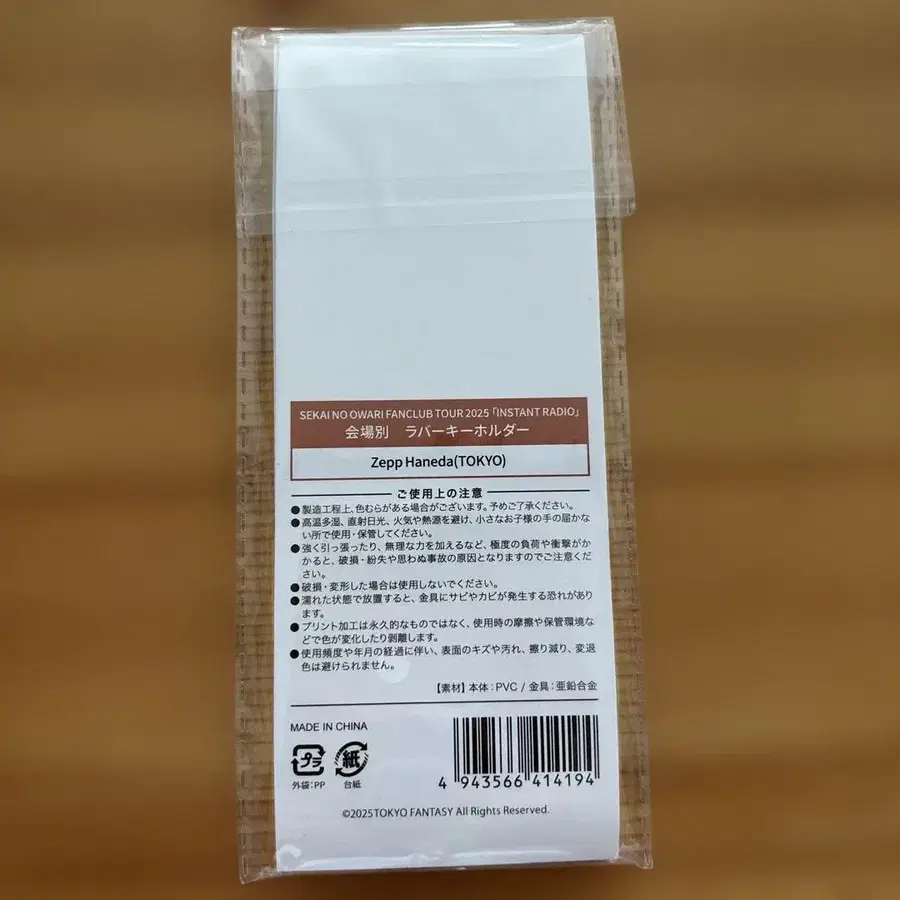 SEKAI NO OWARI FANCLUB TOUR 2025「INSTANT RADIO」
会場別　ラバーキーホルダー
Zepp Haneda(TOKYO)
ご使用上の注意
●製造工程上、色むらがある場合がございます。予めご了承ください。
●高温多湿、直射日光、火気や熱源を避け、小さなお子様の手の届かな
い所で使用・保管してください。
●強く引っ張ったり、無理な力を加えるなど、極度の負荷や衝撃がか
かると、破損・紛失や思わぬ事故の原因となりますのでご注意くだ
さい。
●破損・変形した場合は使用しないでください。
●濡れた状態で放置すると、金具にサビやカビが発生する恐れがあり
ます。
●プリント加工は永久的なものではなく、使用時の摩擦や保管環境な
どで色が変化したり剥離します。
●使用頻度や年月の経過に伴い、表面のキズや汚れ、擦り減り、変退
色は避けられません。
【素材】本体：PVC / 金具：亜鉛合金
MADE IN CHINA
プラ 紙
外袋：PP 台紙
4 943566 414194
©2025TOKYO FANTASY All Rights Reserved.